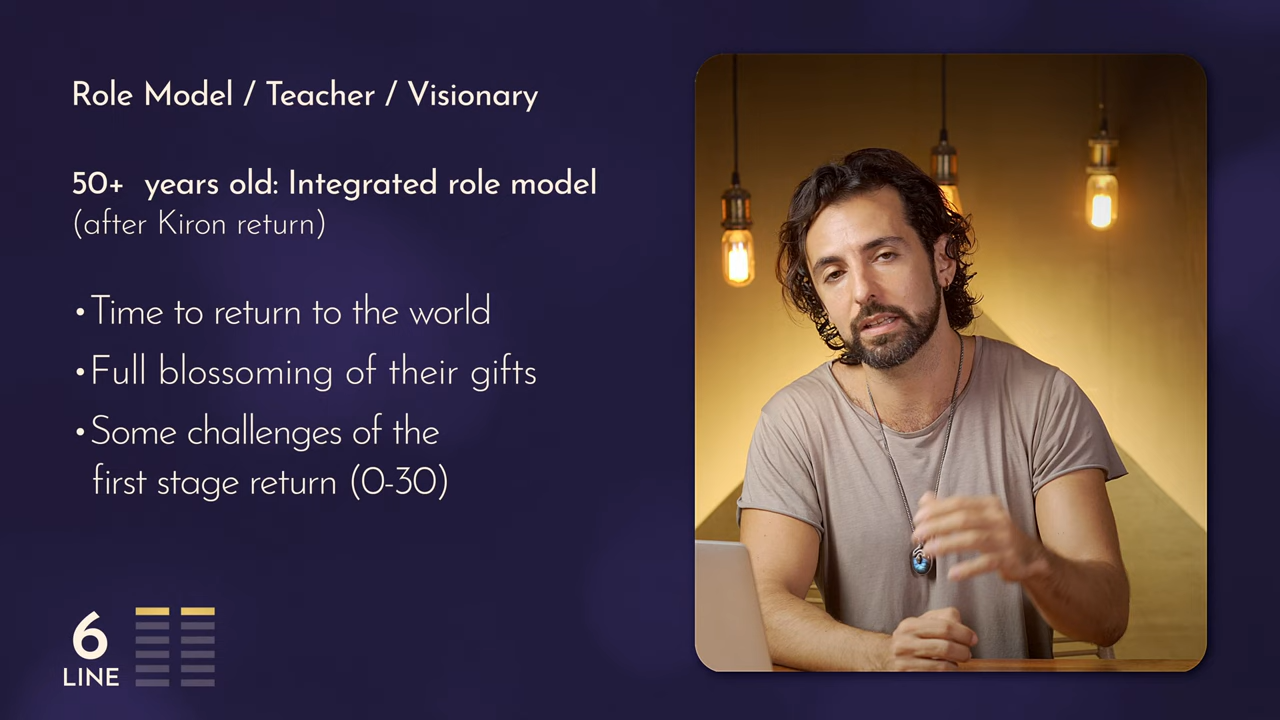 Role Model / Teacher / Visionary
50+ years old: Integrated role model
(after Kiron return)
• Time to return to the world
• Full blossoming of their gifts
• Some challenges of the
first stage return (0-30)
6
LINE